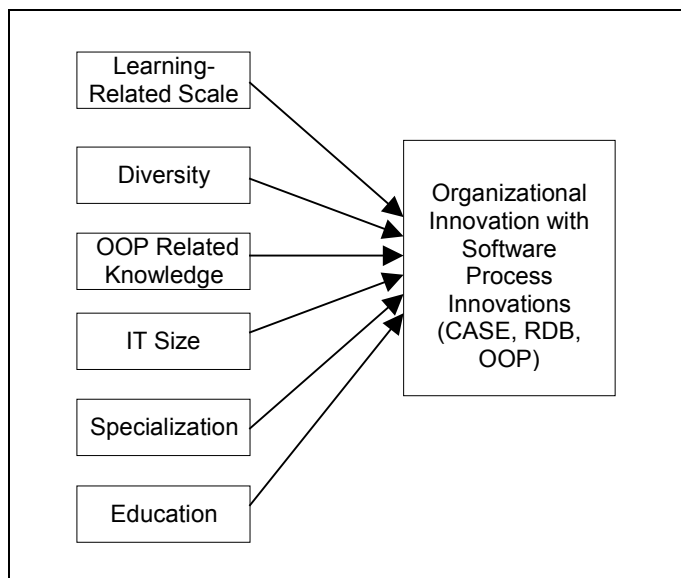 Learning-
Related Scale
Diversity
OOP Related
Knowledge
IT Size
Specialization
Education
Organizational
Innovation with
Software
Process
Innovations
(CASE, RDB,
OOP)